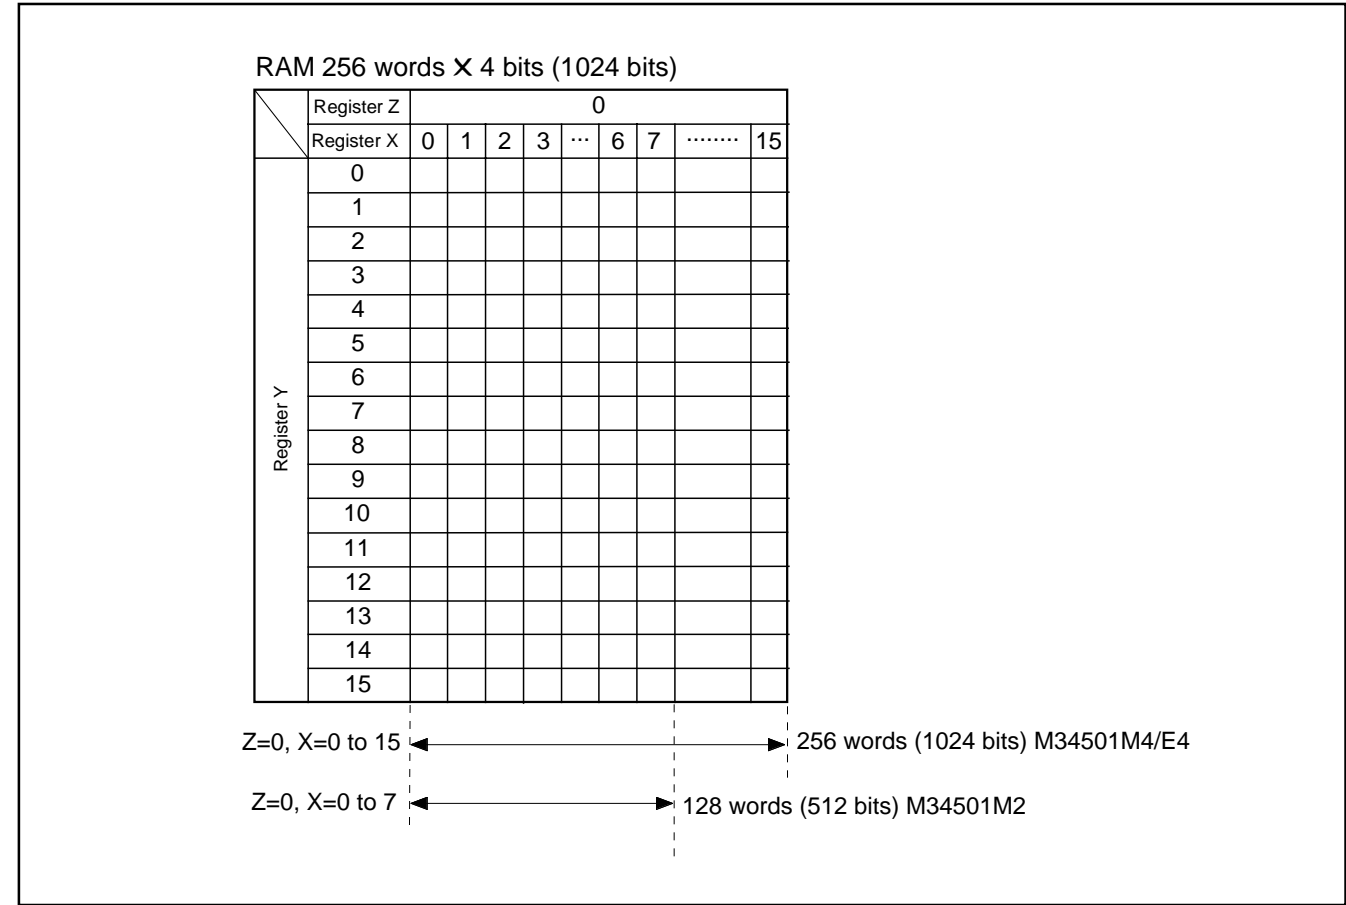 RAM 256 words × 4 bits (1024 bits)
Register Z 0
Register X 0 1 2 3 ... 6 7 ........ 15
Register Y
0
1
2
3
4
5
6
7
8
9
10
11
12
13
14
15
Z=0, X=0 to 15 256 words (1024 bits) M34501M4/E4
Z=0, X=0 to 7 128 words (512 bits) M34501M2